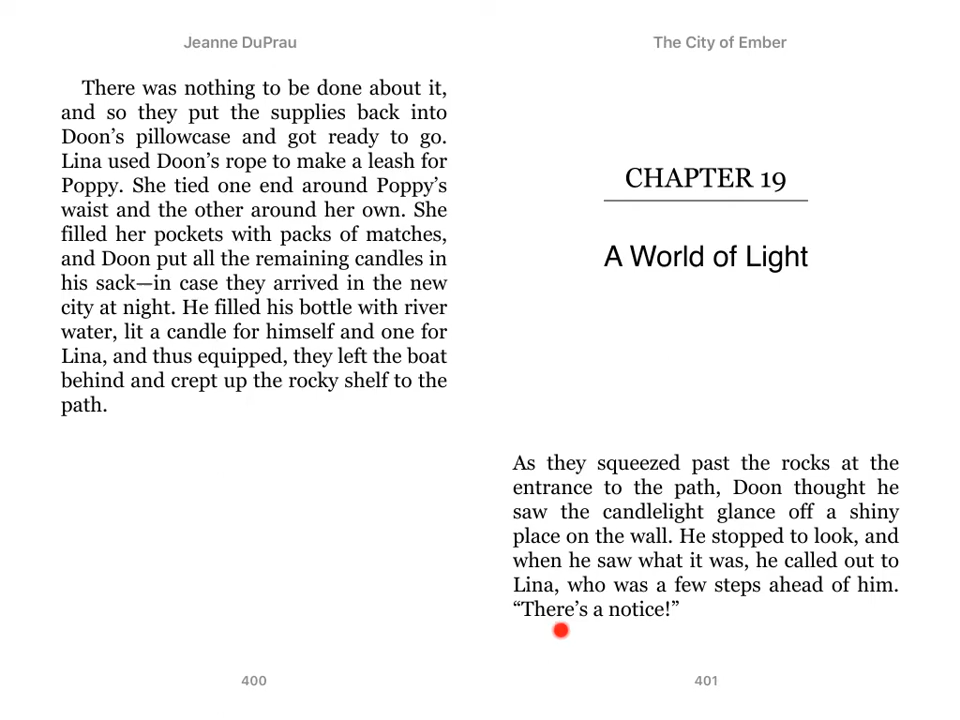 Jeanne DuPrau
There was nothing to be done about it,
and so they put the supplies back into
Doon’s pillowcase and got ready to go.
Lina used Doon’s rope to make a leash for
Poppy. She tied one end around Poppy’s
waist and the other around her own. She
filled her pockets with packs of matches,
and Doon put all the remaining candles in
his sack—in case they arrived in the new
city at night. He filled his bottle with river
water, lit a candle for himself and one for
Lina, and thus equipped, they left the boat
behind and crept up the rocky shelf to the
path.
400
The City of Ember
CHAPTER 19
A World of Light
As they squeezed past the rocks at the
entrance to the path, Doon thought he
saw the candlelight glance off a shiny
place on the wall. He stopped to look, and
when he saw what it was, he called out to
Lina, who was a few steps ahead of him.
“There’s a notice!”
401